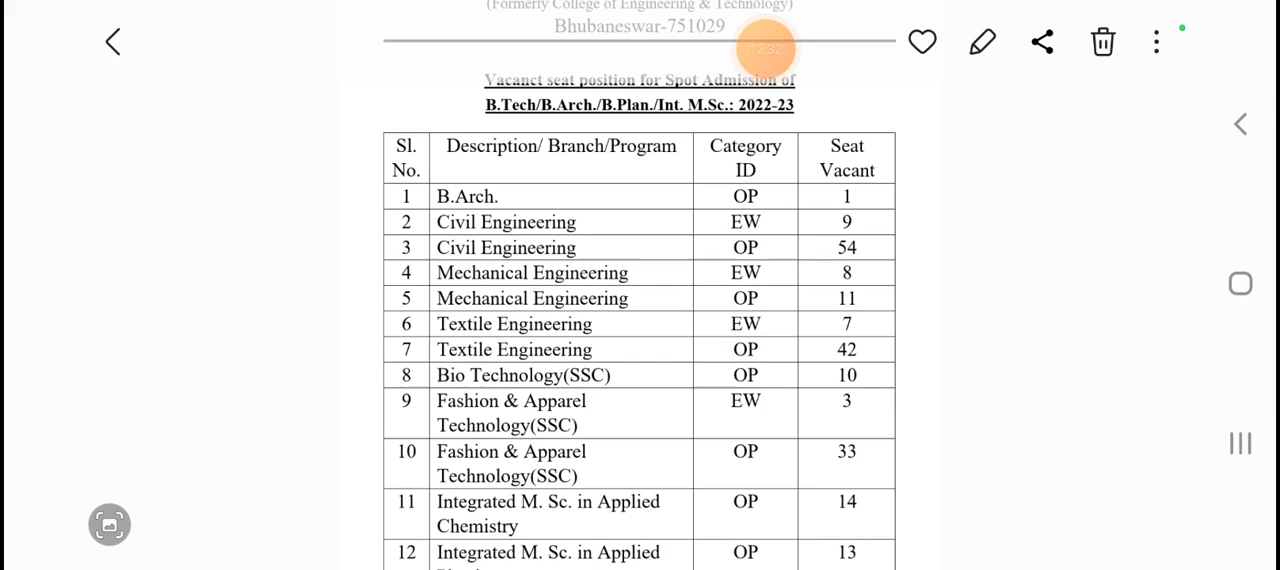 (Formerly College of Engineering & Technology)
Bhubaneswar-751029
12:32
Vacanct seat position for Spot Admission of
B.Tech/B.Arch./B.Plan./Int. M.Sc.: 2022-23
Sl. No. Description/ Branch/Program Category ID Seat Vacant
1 B.Arch. OP 1
2 Civil Engineering EW 9
3 Civil Engineering OP 54
4 Mechanical Engineering EW 8
5 Mechanical Engineering OP 11
6 Textile Engineering EW 7
7 Textile Engineering OP 42
8 Bio Technology(SSC) OP 10
9 Fashion & Apparel EW 3
Technology(SSC)
10 Fashion & Apparel OP 33
Technology(SSC)
11 Integrated M. Sc. in Applied OP 14
Chemistry
12 Integrated M. Sc. in Applied OP 13